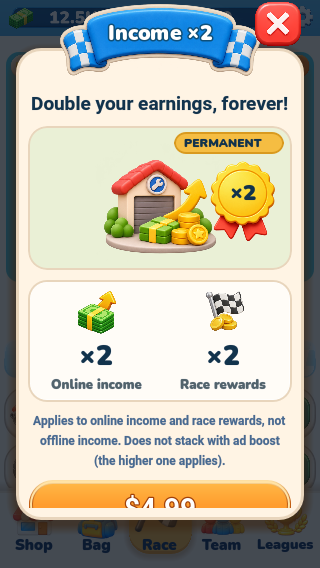 12.5
Income ×2
Double your earnings, forever!
PERMANENT
×2
×2
×2
Online income
Race rewards
Applies to online income and race rewards, not
offline income. Does not stack with ad boost
(the higher one applies).
$4.99
Shop
Bag
Race
Team
Leagues